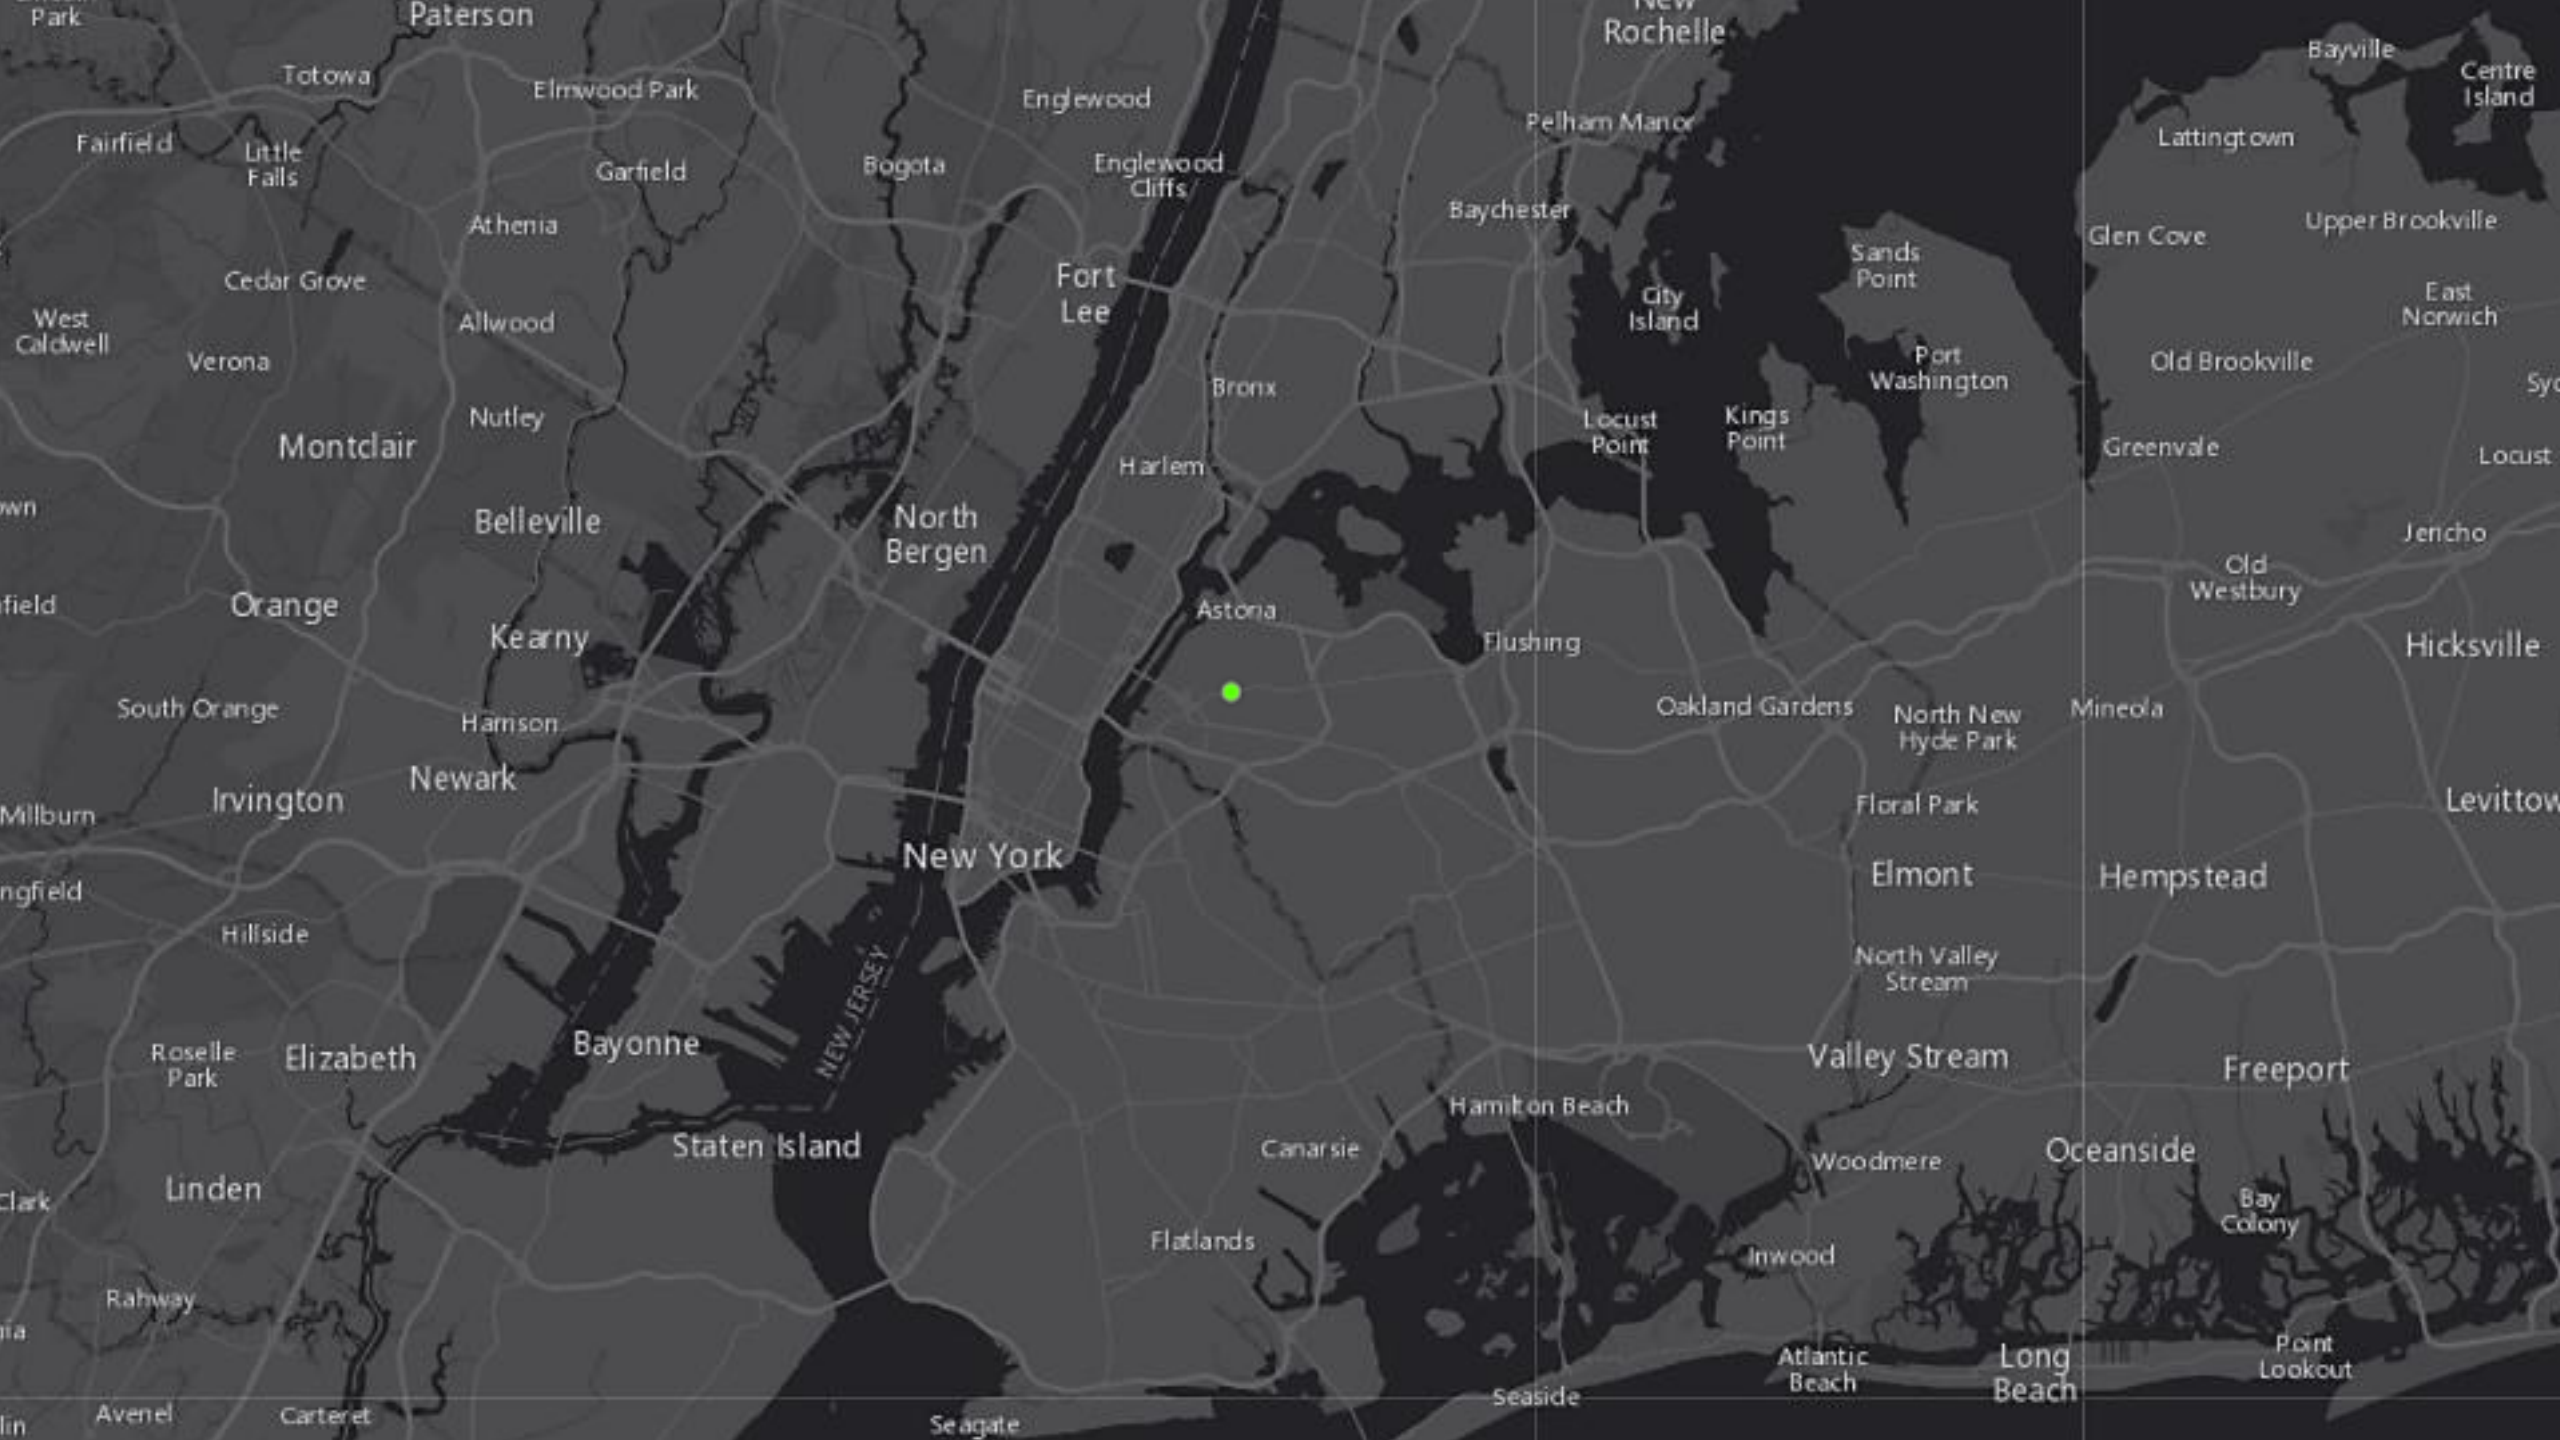 Park
Paterson
New
Rochelle
Bayville
Centre
Island
Totowa
Elmwood Park
Englewood
Pelham Manor
Lattingtown
Fairfield
Little
Falls
Garfield
Bogota
Englewood
Cliffs
Baychester
Athenia
Upper Brookville
Glen Cove
Sands
Point
Cedar Grove
Fort
Lee
City
Island
East
Norwich
West
Caldwell
Allwood
Verona
Port
Washington
Old Brookville
Syo
Bronx
Nutley
Montclair
Locust
Point
Kings
Point
Greenvale
Locust
Harlem
own
Belleville
North
Bergen
Jericho
Old
Westbury
field
Orange
Astoria
Kearny
Flushing
Hicksville
South Orange
Harrison
Oakland Gardens
North New
Hyde Park
Mineola
Newark
Irvington
Millburn
Floral Park
Levittow
New York
Elmont
Hempstead
ngfield
Hillside
North Valley
Stream
NEW JERSEY
Bayonne
Roselle
Park
Elizabeth
Valley Stream
Freeport
Hamilton Beach
Staten Island
Canarsie
Woodmere
Oceanside
Linden
Clark
Bay
Colony
Flatlands
Inwood
Rahway
nia
Atlantic
Beach
Long
Beach
Point
Lookout
Seaside
Avenel
Carteret
lin
Seagate